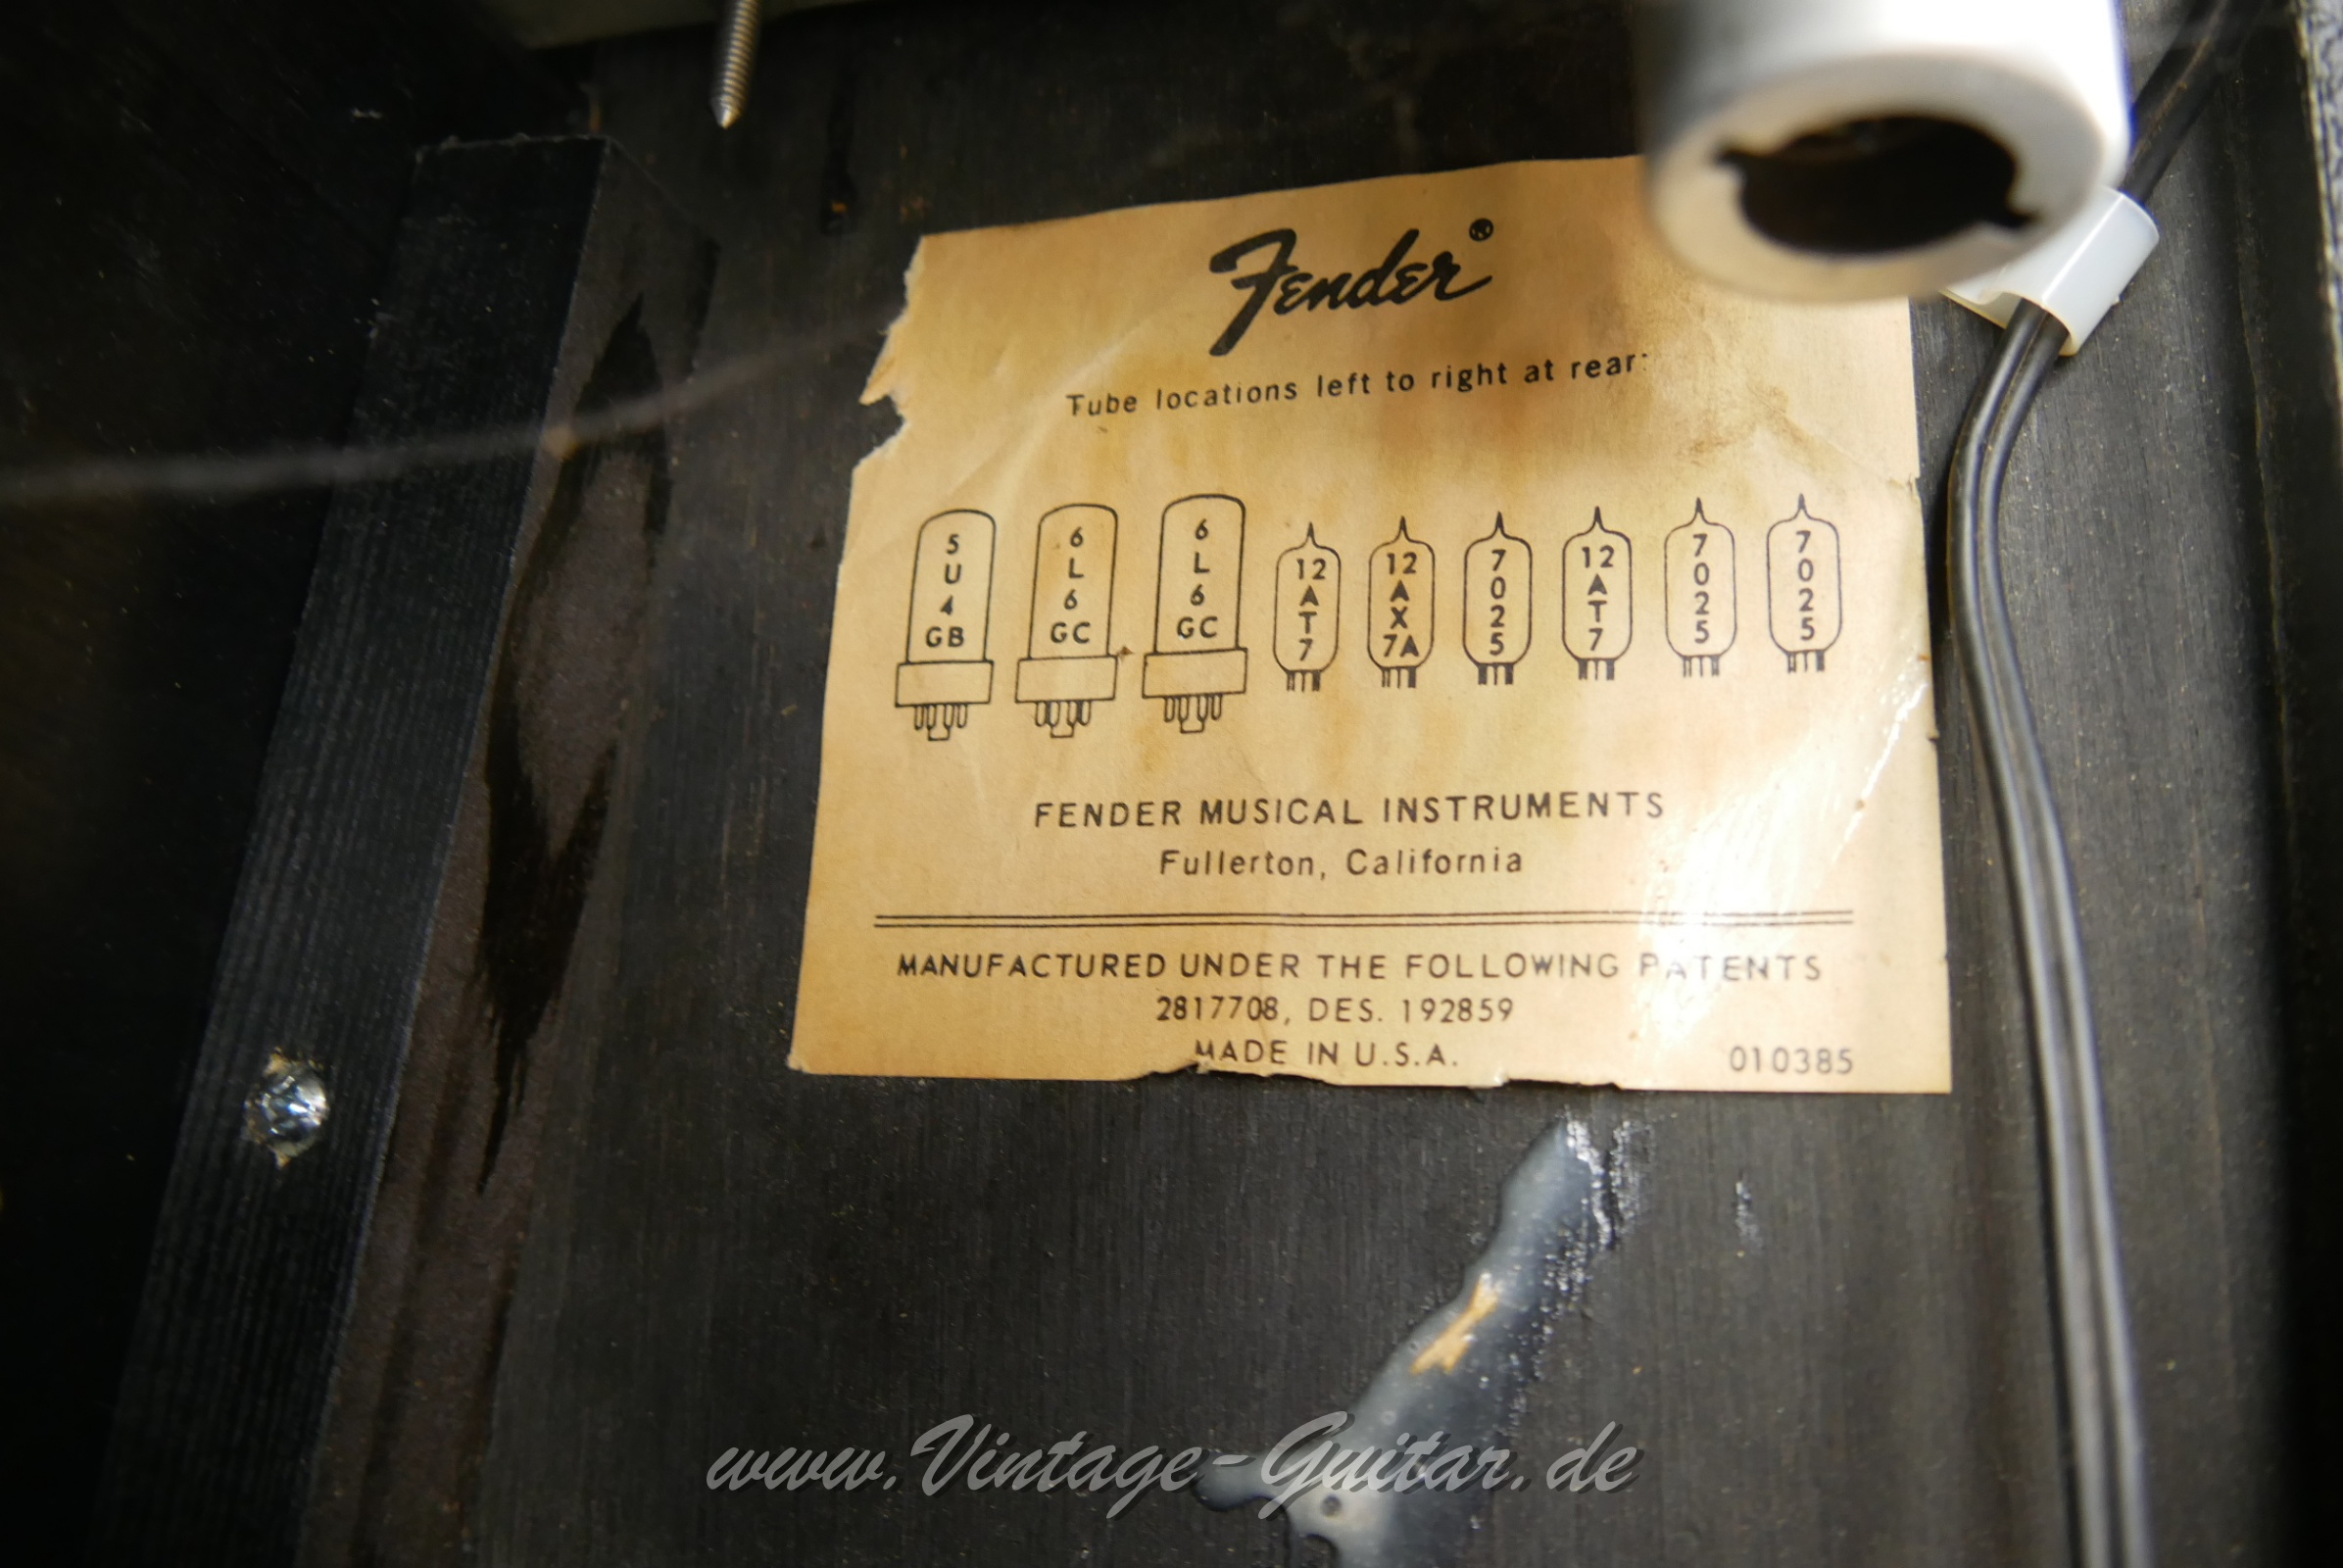 Fender®
Tube locations left to right at rear:
5U4GB 6L6GC 6L6GC 12AT7 12AX7A 7025 12AT7 7025 7025
FENDER MUSICAL INSTRUMENTS
Fullerton, California
MANUFACTURED UNDER THE FOLLOWING PATENTS
2817708, DES. 192859
MADE IN U.S.A. 010385
www.Vintage-Guitar.de